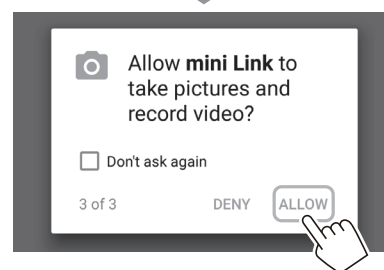 Allow mini Link to
take pictures and
record video?
Don't ask again
3 of 3 DENY ALLOW